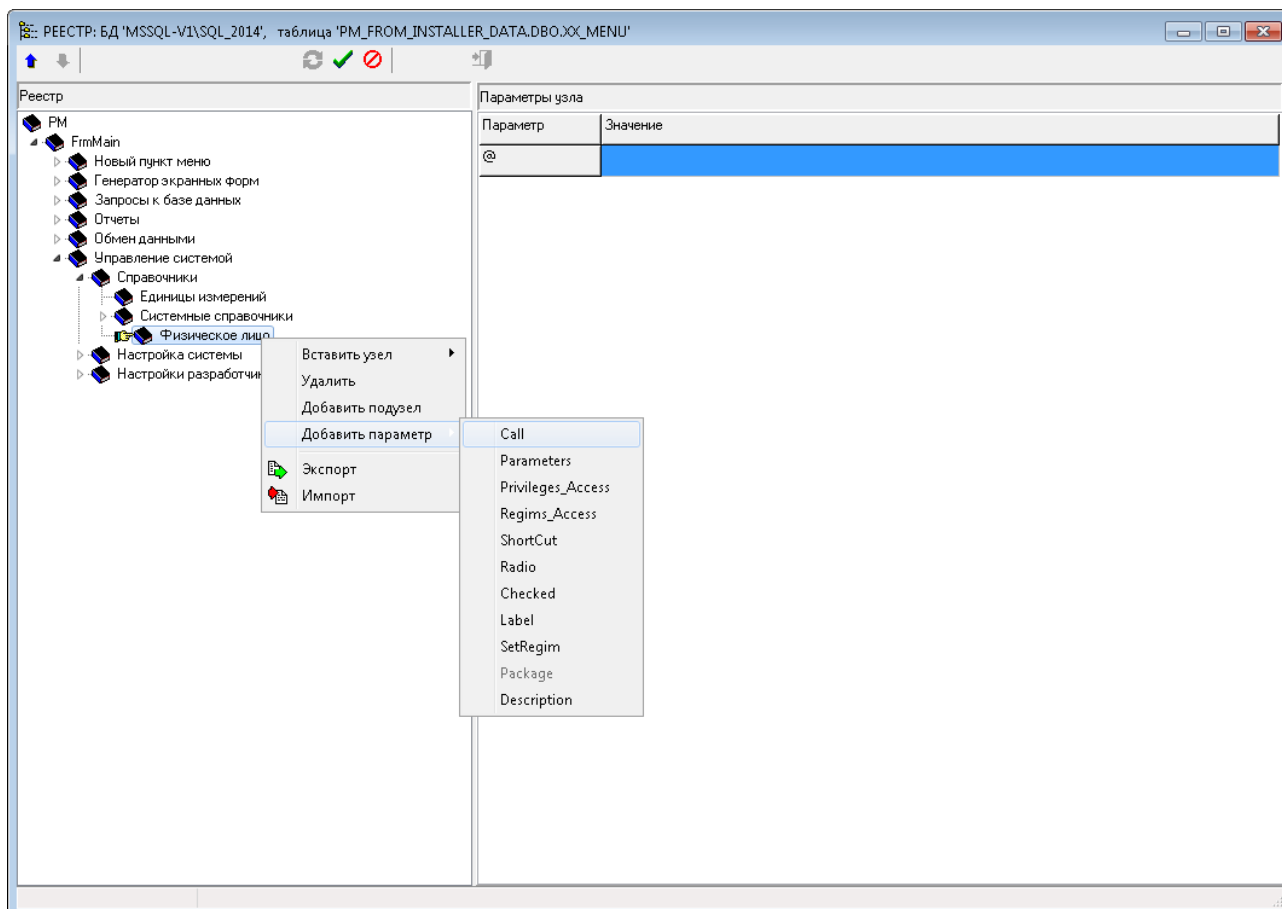 РЕЕСТР: БД 'MSSQL-V1\SQL_2014', таблица 'PM_FROM_INSTALLER_DATA.DBO.XX_MENU'
Реестр
Параметры узла
PM
FrmMain
Новый пункт меню
Генератор экранных форм
Запросы к базе данных
Отчеты
Обмен данными
Управление системой
Справочники
Единицы измерений
Системные справочники
Физическое лицо
Настройка системы
Настройки разработчи
Параметр Значение
@
Вставить узел
Удалить
Добавить подузел
Добавить параметр
Экспорт
Импорт
Call
Parameters
Privileges_Access
Regims_Access
ShortCut
Radio
Checked
Label
SetRegim
Package
Description